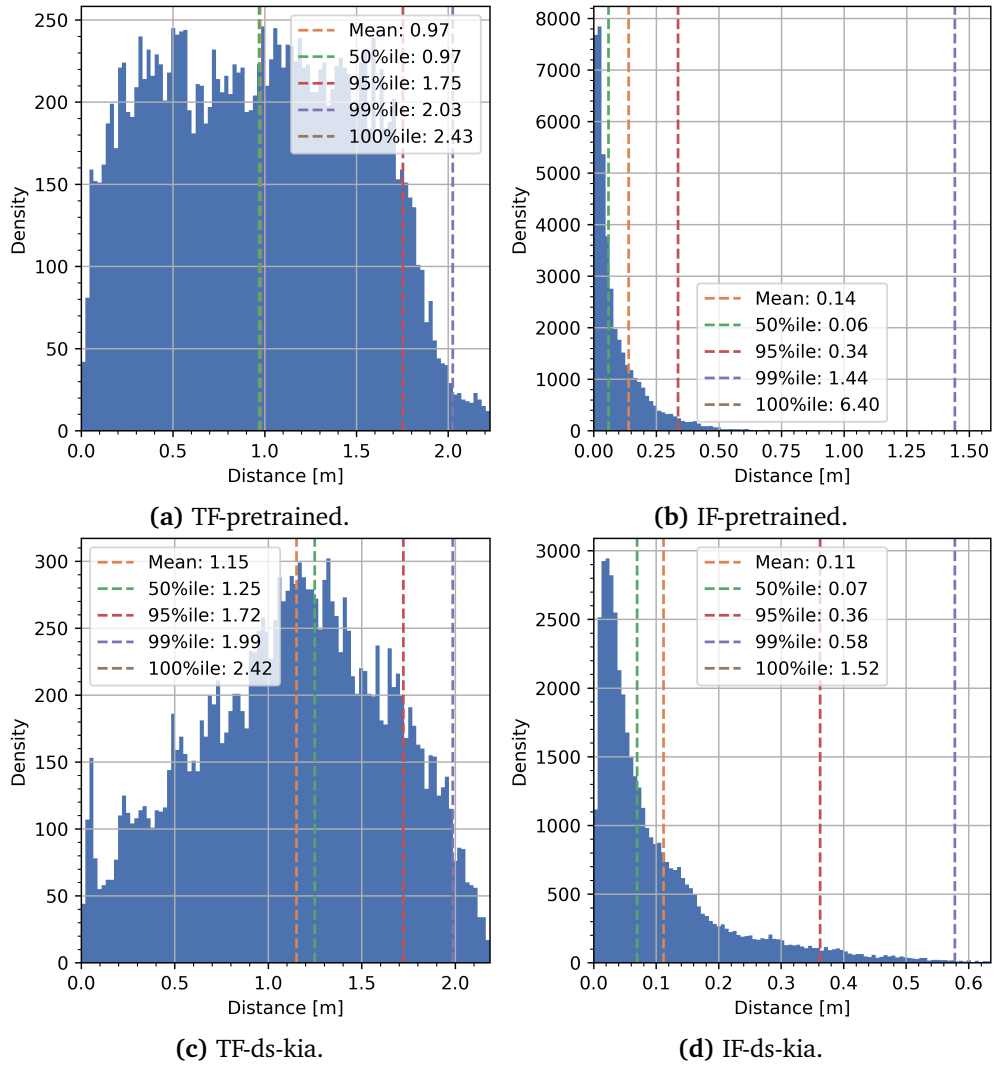 250
200
150
100
50
0
Density
0.0 0.5 1.0 1.5 2.0
Distance [m]
Mean: 0.97
50%ile: 0.97
95%ile: 1.75
99%ile: 2.03
100%ile: 2.43
(a) TF-pretrained.
8000
7000
6000
5000
4000
3000
2000
1000
0
Density
0.00 0.25 0.50 0.75 1.00 1.25 1.50
Distance [m]
Mean: 0.14
50%ile: 0.06
95%ile: 0.34
99%ile: 1.44
100%ile: 6.40
(b) IF-pretrained.
300
250
200
150
100
50
0
Density
0.0 0.5 1.0 1.5 2.0
Distance [m]
Mean: 1.15
50%ile: 1.25
95%ile: 1.72
99%ile: 1.99
100%ile: 2.42
(c) TF-ds-kia.
3000
2500
2000
1500
1000
500
0
Density
0.0 0.1 0.2 0.3 0.4 0.5 0.6
Distance [m]
Mean: 0.11
50%ile: 0.07
95%ile: 0.36
99%ile: 0.58
100%ile: 1.52
(d) IF-ds-kia.